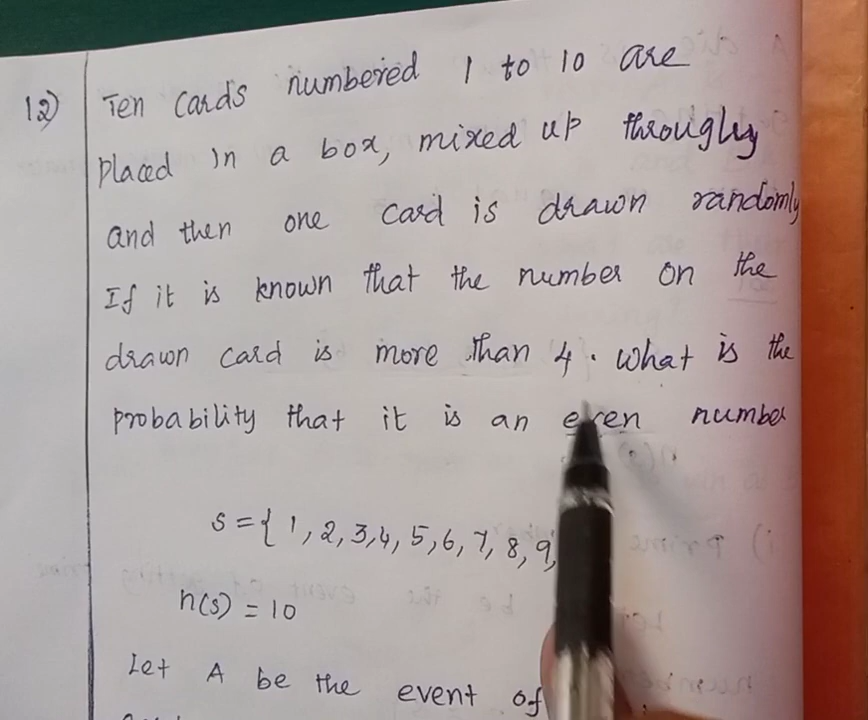 12) Ten Cards numbered 1 to 10 are
placed in a box, mixed up througly
and then one card is drawn randomly
If it is known that the number on the
drawn card is more than 4. What is the
probability that it is an even number
S = { 1, 2, 3, 4, 5, 6, 7, 8, 9,
n(s) = 10
Let A be the event of